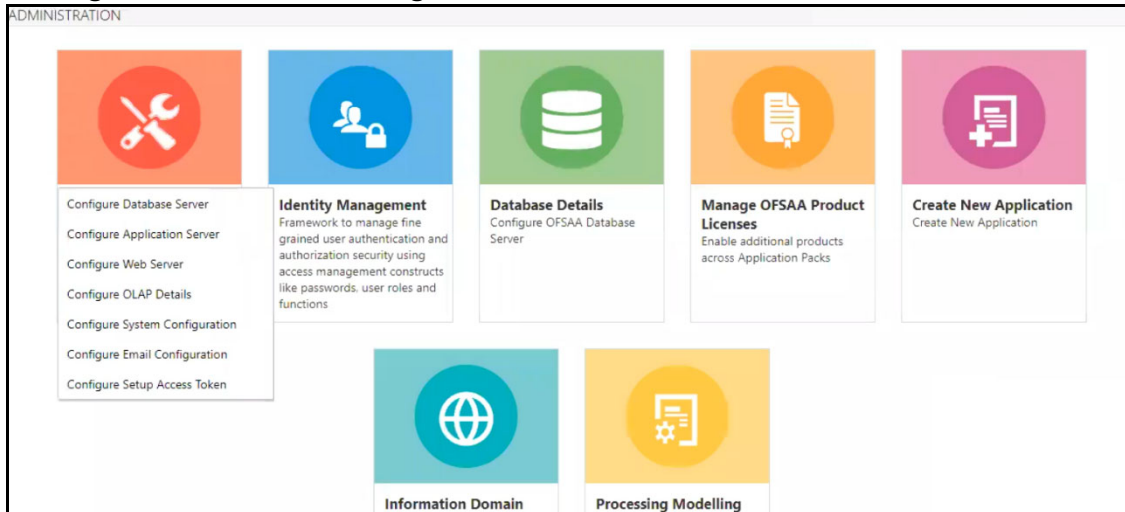 ADMINISTRATION
Configure Database Server
Configure Application Server
Configure Web Server
Configure OLAP Details
Configure System Configuration
Configure Email Configuration
Configure Setup Access Token
Identity Management
Framework to manage fine
grained user authentication and
authorization security using
access management constructs
like passwords, user roles and
functions
Database Details
Configure OFSAA Database
Server
Manage OFSAA Product
Licenses
Enable additional products
across Application Packs
Create New Application
Create New Application
Information Domain
Processing Modelling